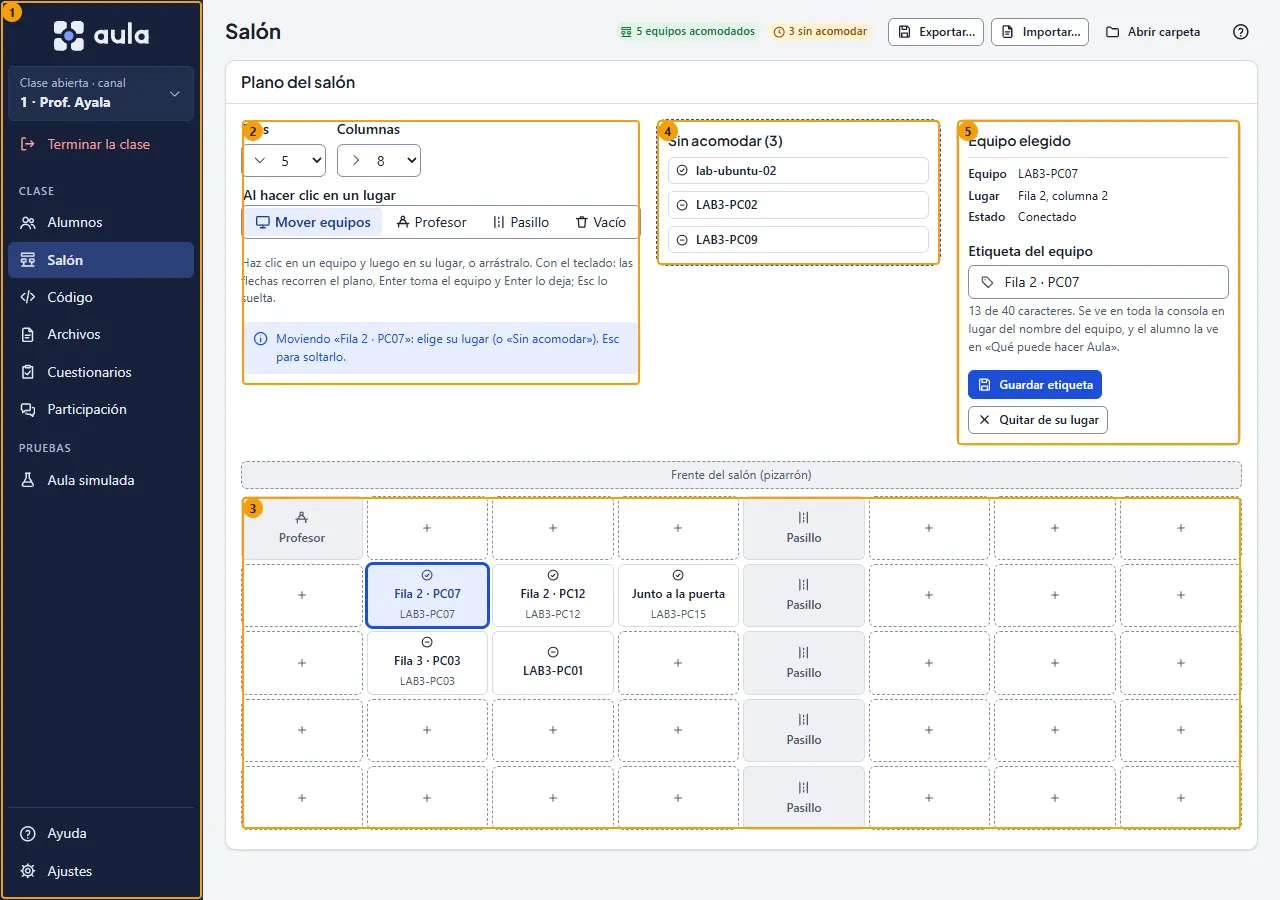 1
aula
Clase abierta · canal
1 · Prof. Ayala
Terminar la clase
CLASE
Alumnos
Salón
Código
Archivos
Cuestionarios
Participación
PRUEBAS
Aula simulada
Ayuda
Ajustes
Salón
5 equipos acomodados
3 sin acomodar
Exportar...
Importar...
Abrir carpeta
Plano del salón
2
Columnas
5
8
Al hacer clic en un lugar
Mover equipos
Profesor
Pasillo
Vacío
Haz clic en un equipo y luego en su lugar, o arrástralo. Con el teclado: las
flechas recorren el plano, Enter toma el equipo y Enter lo deja; Esc lo
suelta.
Moviendo «Fila 2 · PC07»: elige su lugar (o «Sin acomodar»). Esc
para soltarlo.
4
Sin acomodar (3)
lab-ubuntu-02
LAB3-PC02
LAB3-PC09
5
Equipo elegido
Equipo LAB3-PC07
Lugar Fila 2, columna 2
Estado Conectado
Etiqueta del equipo
Fila 2 · PC07
13 de 40 caracteres. Se ve en toda la consola en
lugar del nombre del equipo, y el alumno la ve
en «Qué puede hacer Aula».
Guardar etiqueta
Quitar de su lugar
Frente del salón (pizarrón)
3
Profesor
+
+
+
Pasillo
+
+
+
+
Fila 2 · PC07
LAB3-PC07
Fila 2 · PC12
LAB3-PC12
Junto a la puerta
LAB3-PC15
Pasillo
+
+
+
+
Fila 3 · PC03
LAB3-PC03
LAB3-PC01
+
Pasillo
+
+
+
+
+
+
+
Pasillo
+
+
+
+
+
+
+
Pasillo
+
+
+